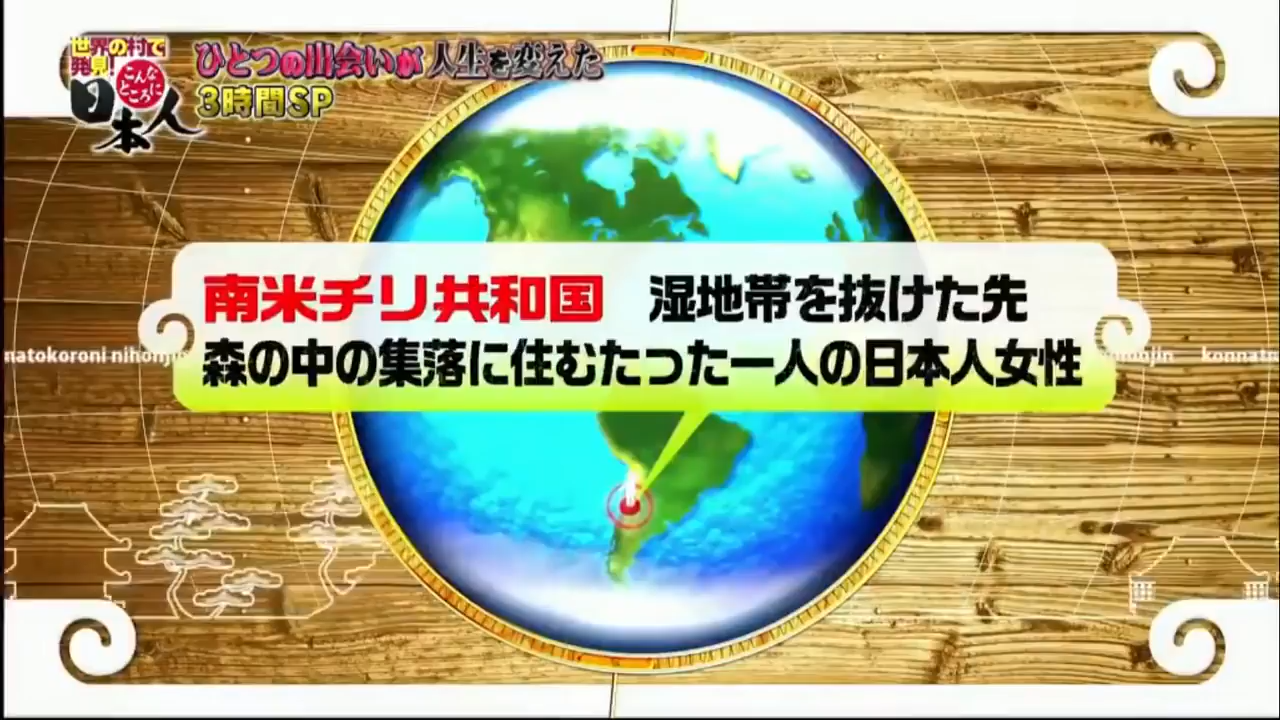 世界の村で
発見!
こんな
ところに
日本人
ひとつの出会いが人生を変えた
3時間SP
南米チリ共和国 湿地帯を抜けた先
森の中の集落に住むたった一人の日本人女性
natokoroni nihonj
onjin konnato